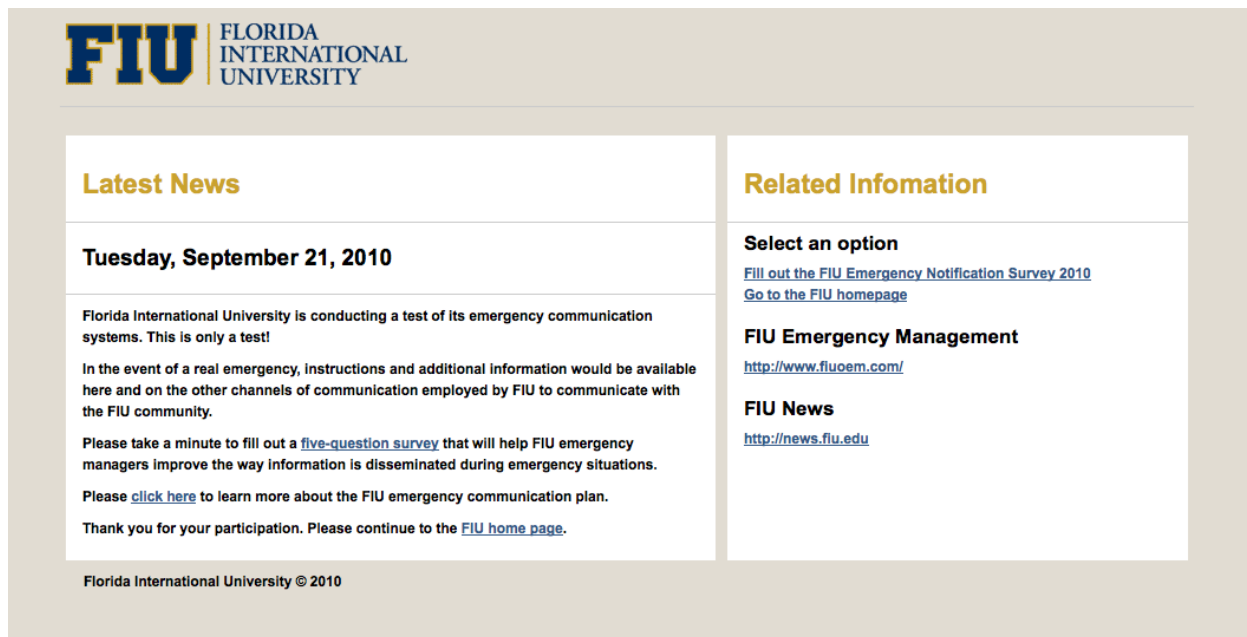 FIU
FLORIDA
INTERNATIONAL
UNIVERSITY
Latest News
Tuesday, September 21, 2010
Florida International University is conducting a test of its emergency communication
systems. This is only a test!
In the event of a real emergency, instructions and additional information would be available
here and on the other channels of communication employed by FIU to communicate with
the FIU community.
Please take a minute to fill out a five-question survey that will help FIU emergency
managers improve the way information is disseminated during emergency situations.
Please click here to learn more about the FIU emergency communication plan.
Thank you for your participation. Please continue to the FIU home page.
Related Infomation
Select an option
Fill out the FIU Emergency Notification Survey 2010
Go to the FIU homepage
FIU Emergency Management
http://www.fiuoem.com/
FIU News
http://news.fiu.edu
Florida International University © 2010